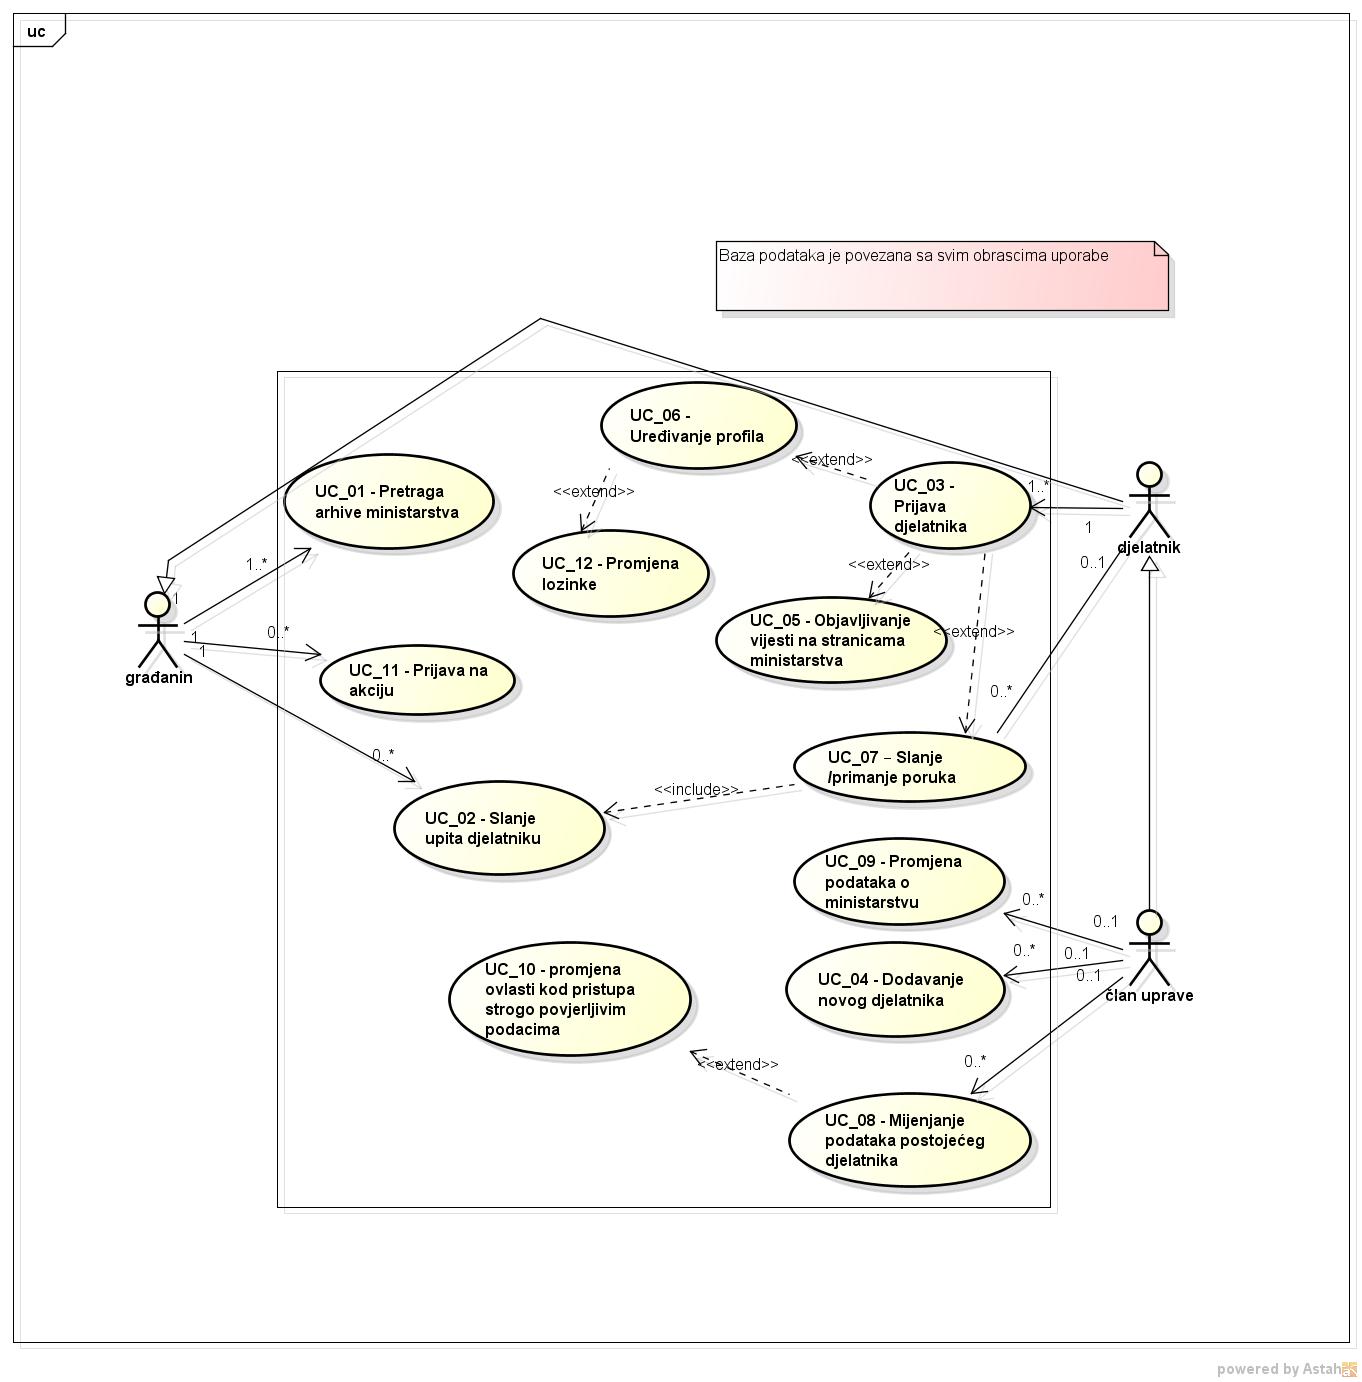 uc
Baza podataka je povezana sa svim obrascima uporabe
UC_06 -
Uređivanje profila
<<extend>>
UC_03 -
Prijava
djelatnika
1..*
1
djelatnik
0..1
UC_01 - Pretraga
arhive ministarstva
<<extend>>
UC_12 - Promjena
lozinke
<<extend>>
UC_05 - Objavljivanje
vijesti na stranicama
ministarstva
<<extend>>
1..*
1
0..*
1
1
građanin
UC_11 - Prijava na
akciju
0..*
0..*
UC_07 – Slanje
/primanje poruka
<<include>>
UC_02 - Slanje
upita djelatniku
UC_09 - Promjena
podataka o
ministarstvu
0..*
0..1
0..*
0..1
0..1
član uprave
UC_04 - Dodavanje
novog djelatnika
UC_10 - promjena
ovlasti kod pristupa
strogo povjerljivim
podacima
<<extend>>
0..*
UC_08 - Mijenjanje
podataka postojećeg
djelatnika
powered by Astah